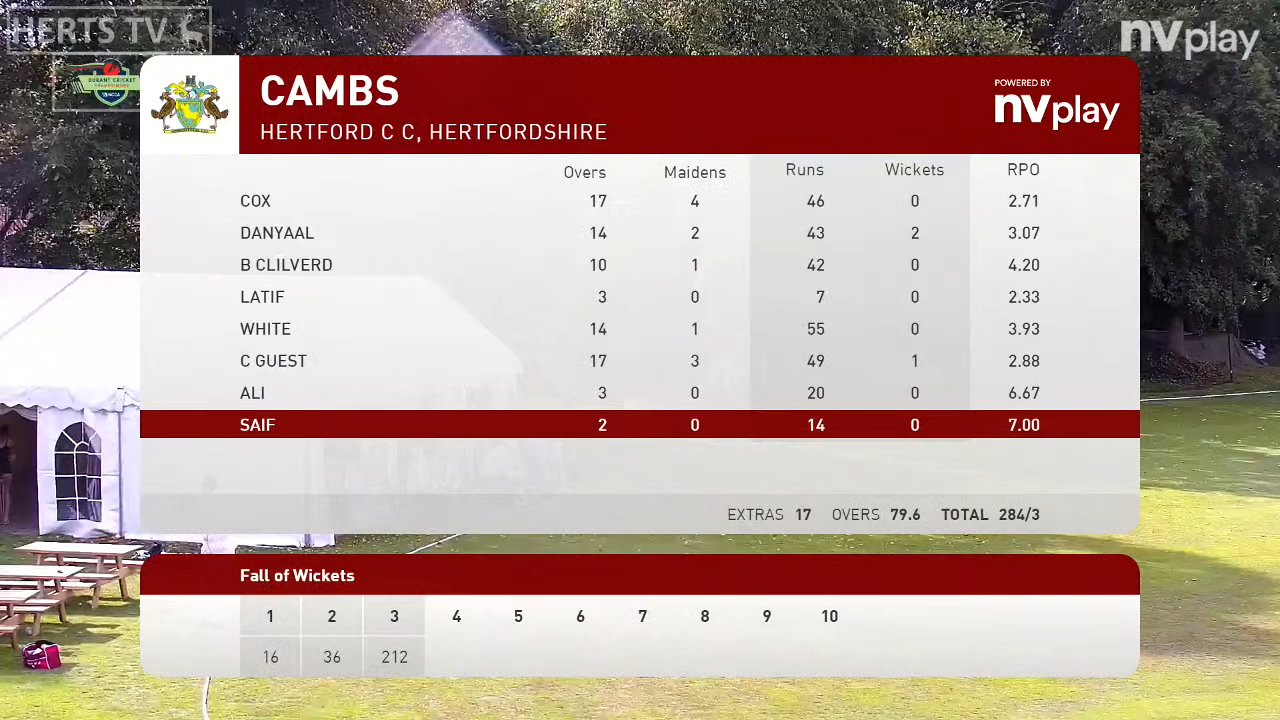 HERTS TV
nvplay
DURANT CRICKET
CHAMPIONSHIP
NCCA
CAMBS
HERTFORD C C, HERTFORDSHIRE
POWERED BY
nvplay
Overs Maidens Runs Wickets RPO
COX 17 4 46 0 2.71
DANYAAL 14 2 43 2 3.07
B CLILVERD 10 1 42 0 4.20
LATIF 3 0 7 0 2.33
WHITE 14 1 55 0 3.93
C GUEST 17 3 49 1 2.88
ALI 3 0 20 0 6.67
SAIF 2 0 14 0 7.00
EXTRAS 17 OVERS 79.6 TOTAL 284/3
Fall of Wickets
1 2 3 4 5 6 7 8 9 10
16 36 212